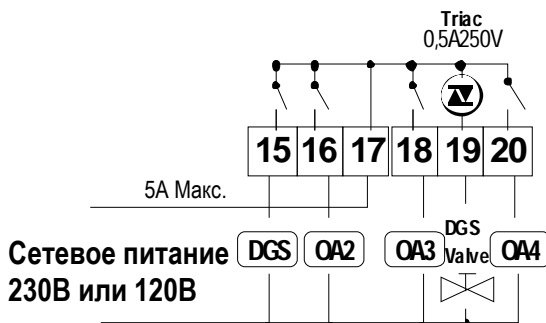 Triac
0,5A250V
15 16 17 18 19 20
5А Макс.
DGS OA2 OA3 DGS Valve OA4
Сетевое питание
230В или 120В